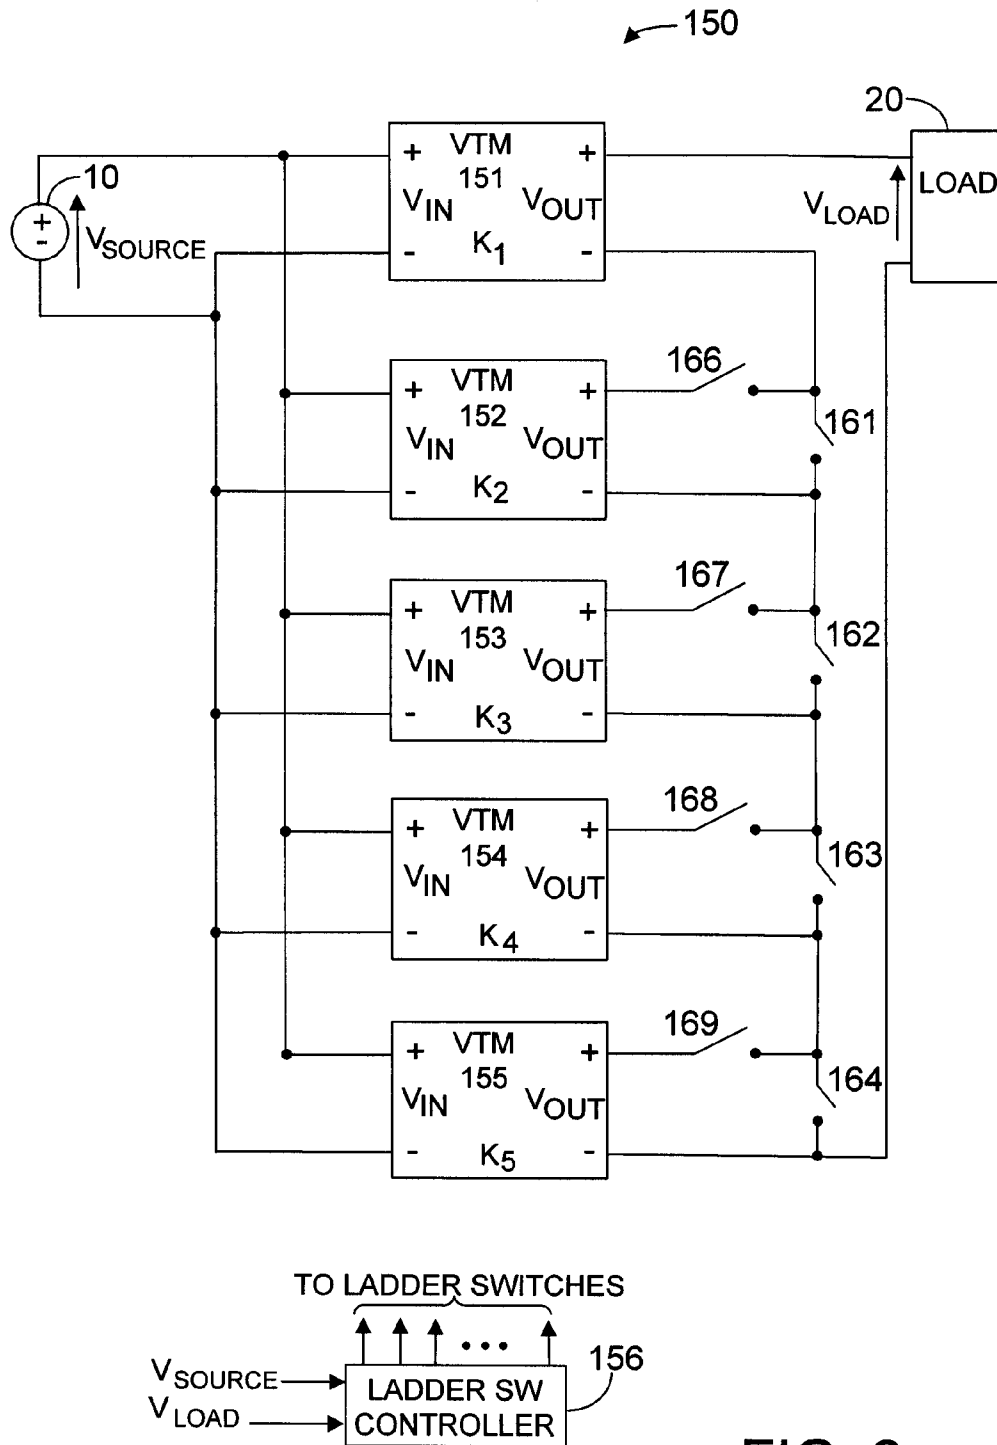 150
20
10
+
-
VSOURCE
+ VTM +
151
VIN VOUT
- K1 -
LOAD
VLOAD
166
+ VTM +
152
VIN VOUT
- K2 -
161
167
+ VTM +
153
VIN VOUT
- K3 -
162
168
+ VTM +
154
VIN VOUT
- K4 -
163
169
+ VTM +
155
VIN VOUT
- K5 -
164
TO LADDER SWITCHES
VSOURCE
VLOAD
LADDER SW
CONTROLLER
156